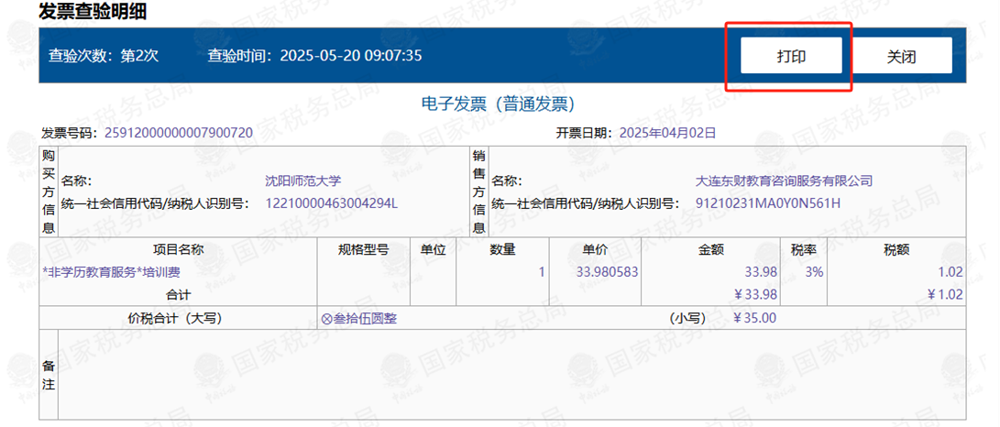 发票查验明细
查验次数：第2次 查验时间：2025-05-20 09:07:35 打印 关闭
电子发票（普通发票）
发票号码：25912000000007900720 开票日期：2025年04月02日
购买方信息
名称： 沈阳师范大学
统一社会信用代码/纳税人识别号： 12210000463004294L
销售方信息
名称： 大连东财教育咨询服务有限公司
统一社会信用代码/纳税人识别号： 91210231MA0Y0N561H
项目名称 规格型号 单位 数量 单价 金额 税率 税额
*非学历教育服务*培训费 1 33.980583 33.98 3% 1.02
合计 ￥33.98 ￥1.02
价税合计（大写） ⊗叁拾伍圆整 （小写） ￥35.00
备注
国家税务总局